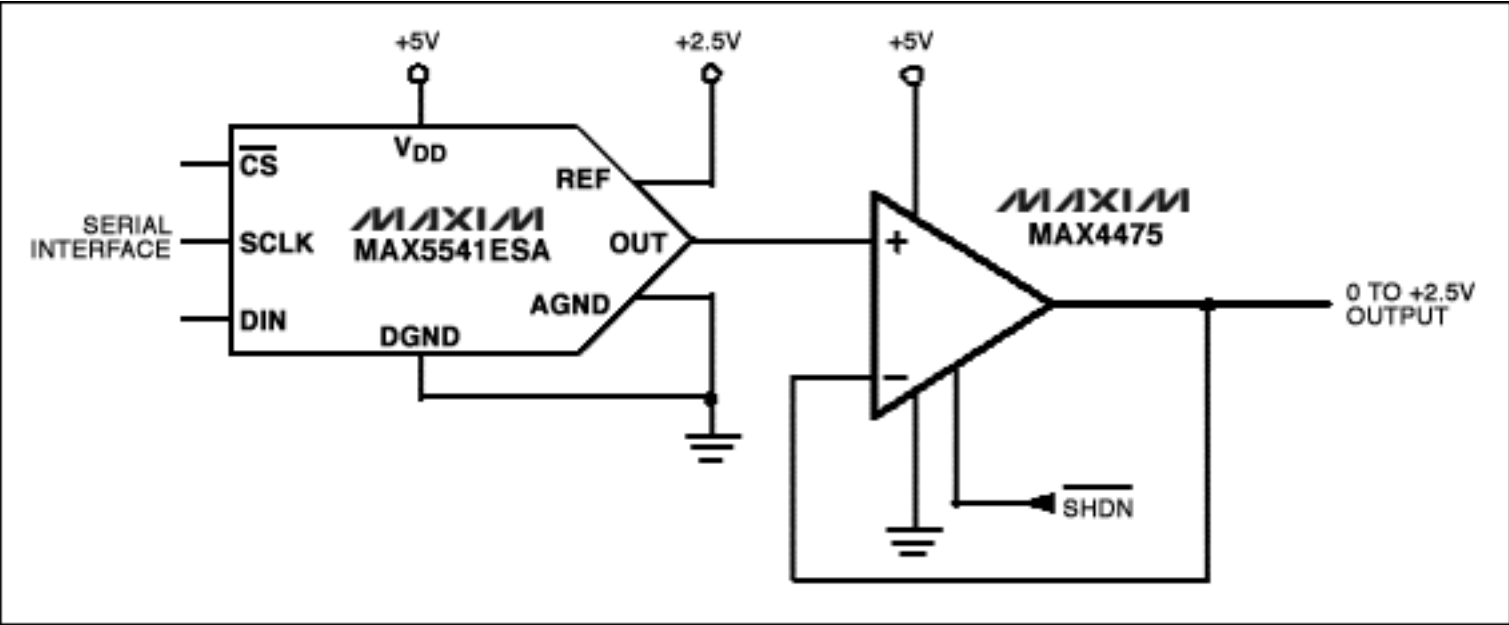 +5V
+2.5V
+5V
CS
VDD
REF
MAXIM
MAX5541ESA
SERIAL
INTERFACE
SCLK
OUT
DIN
AGND
DGND
MAXIM
MAX4475
+
−
0 TO +2.5V
OUTPUT
SHDN